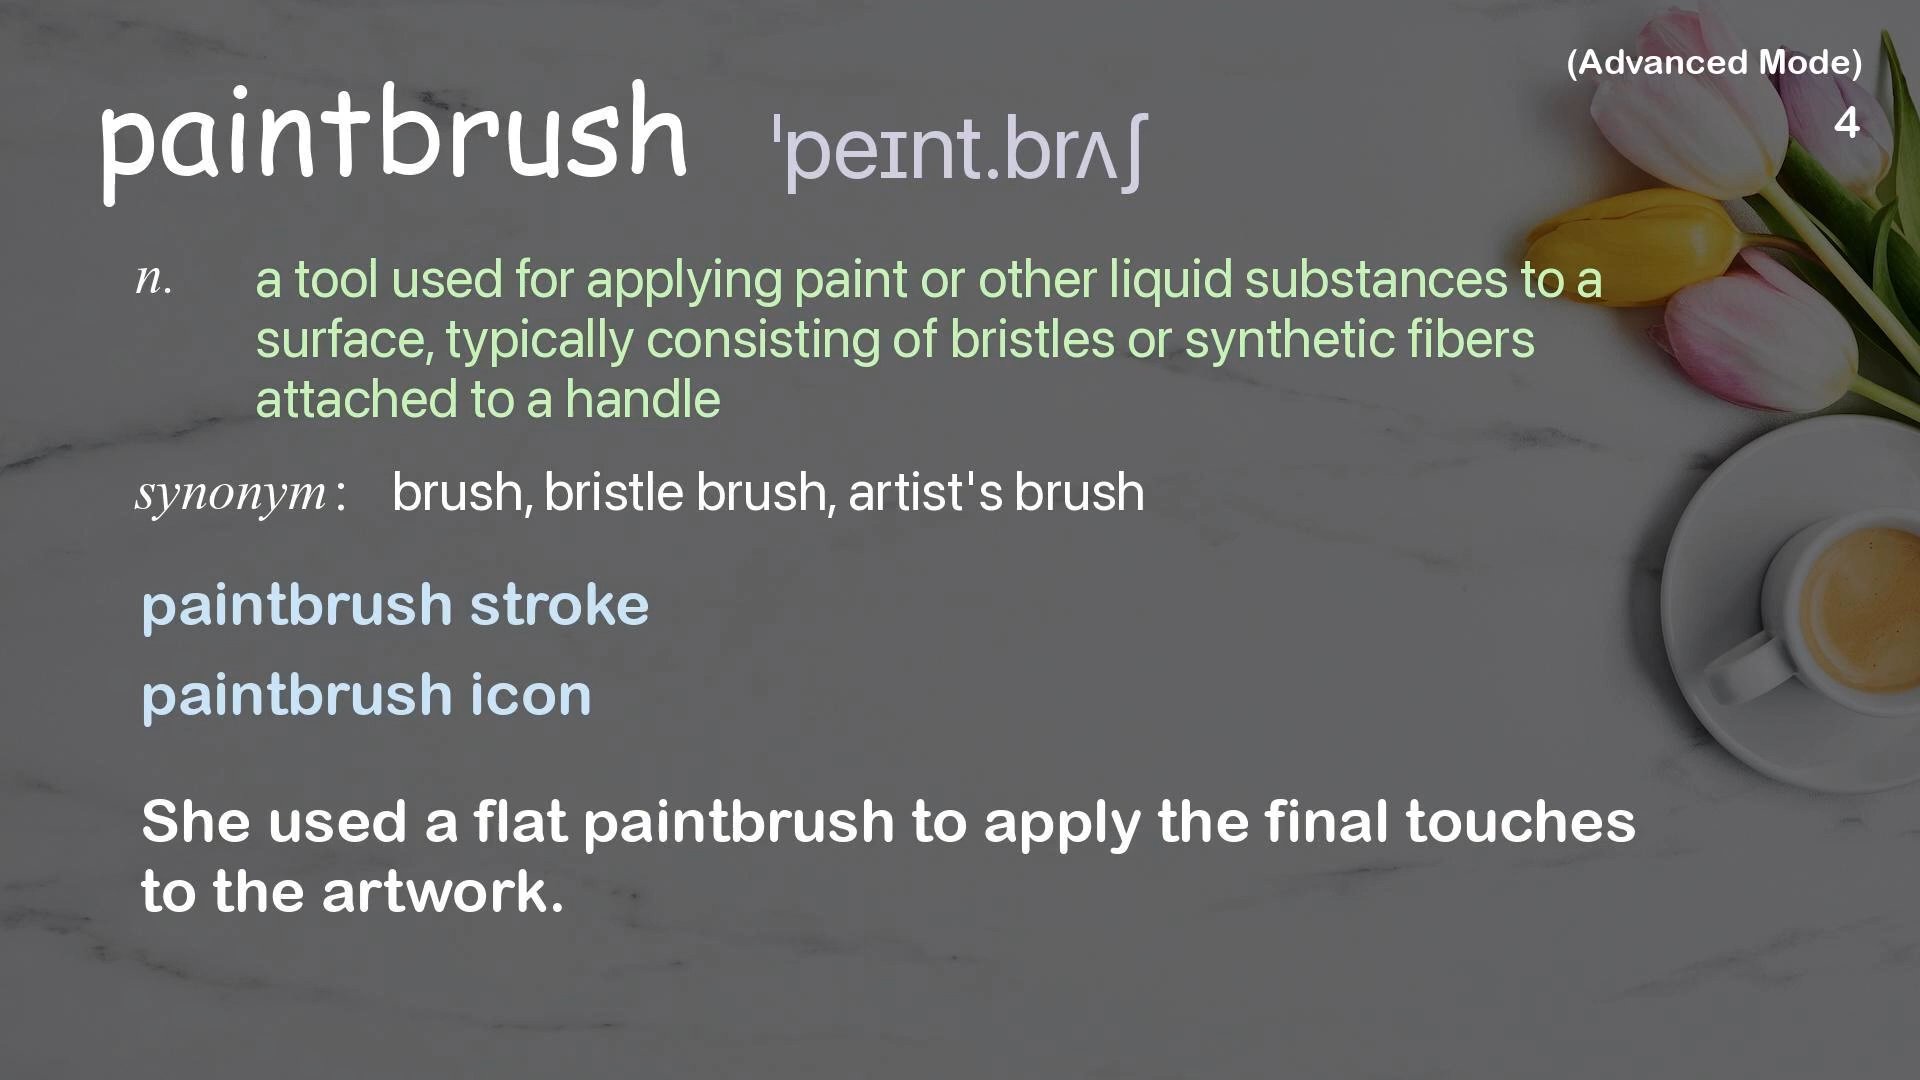 (Advanced Mode)
4
paintbrush ˈpeɪnt.brʌʃ
n. a tool used for applying paint or other liquid substances to a
surface, typically consisting of bristles or synthetic fibers
attached to a handle
synonym: brush, bristle brush, artist's brush
paintbrush stroke
paintbrush icon
She used a flat paintbrush to apply the final touches
to the artwork.